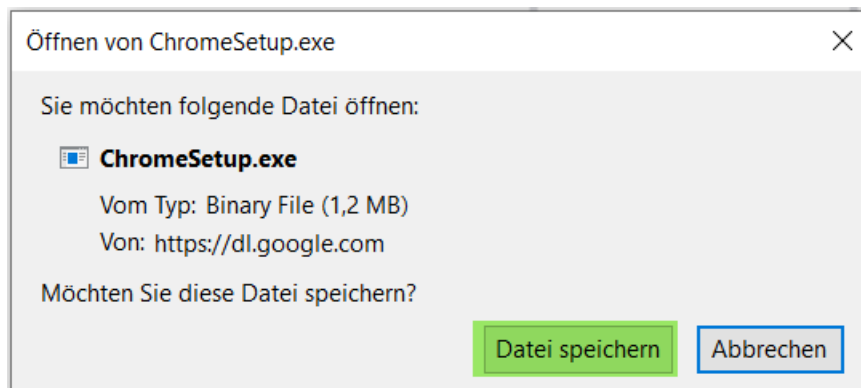 Öffnen von ChromeSetup.exe
Sie möchten folgende Datei öffnen:
ChromeSetup.exe
Vom Typ: Binary File (1,2 MB)
Von: https://dl.google.com
Möchten Sie diese Datei speichern?
Datei speichern Abbrechen